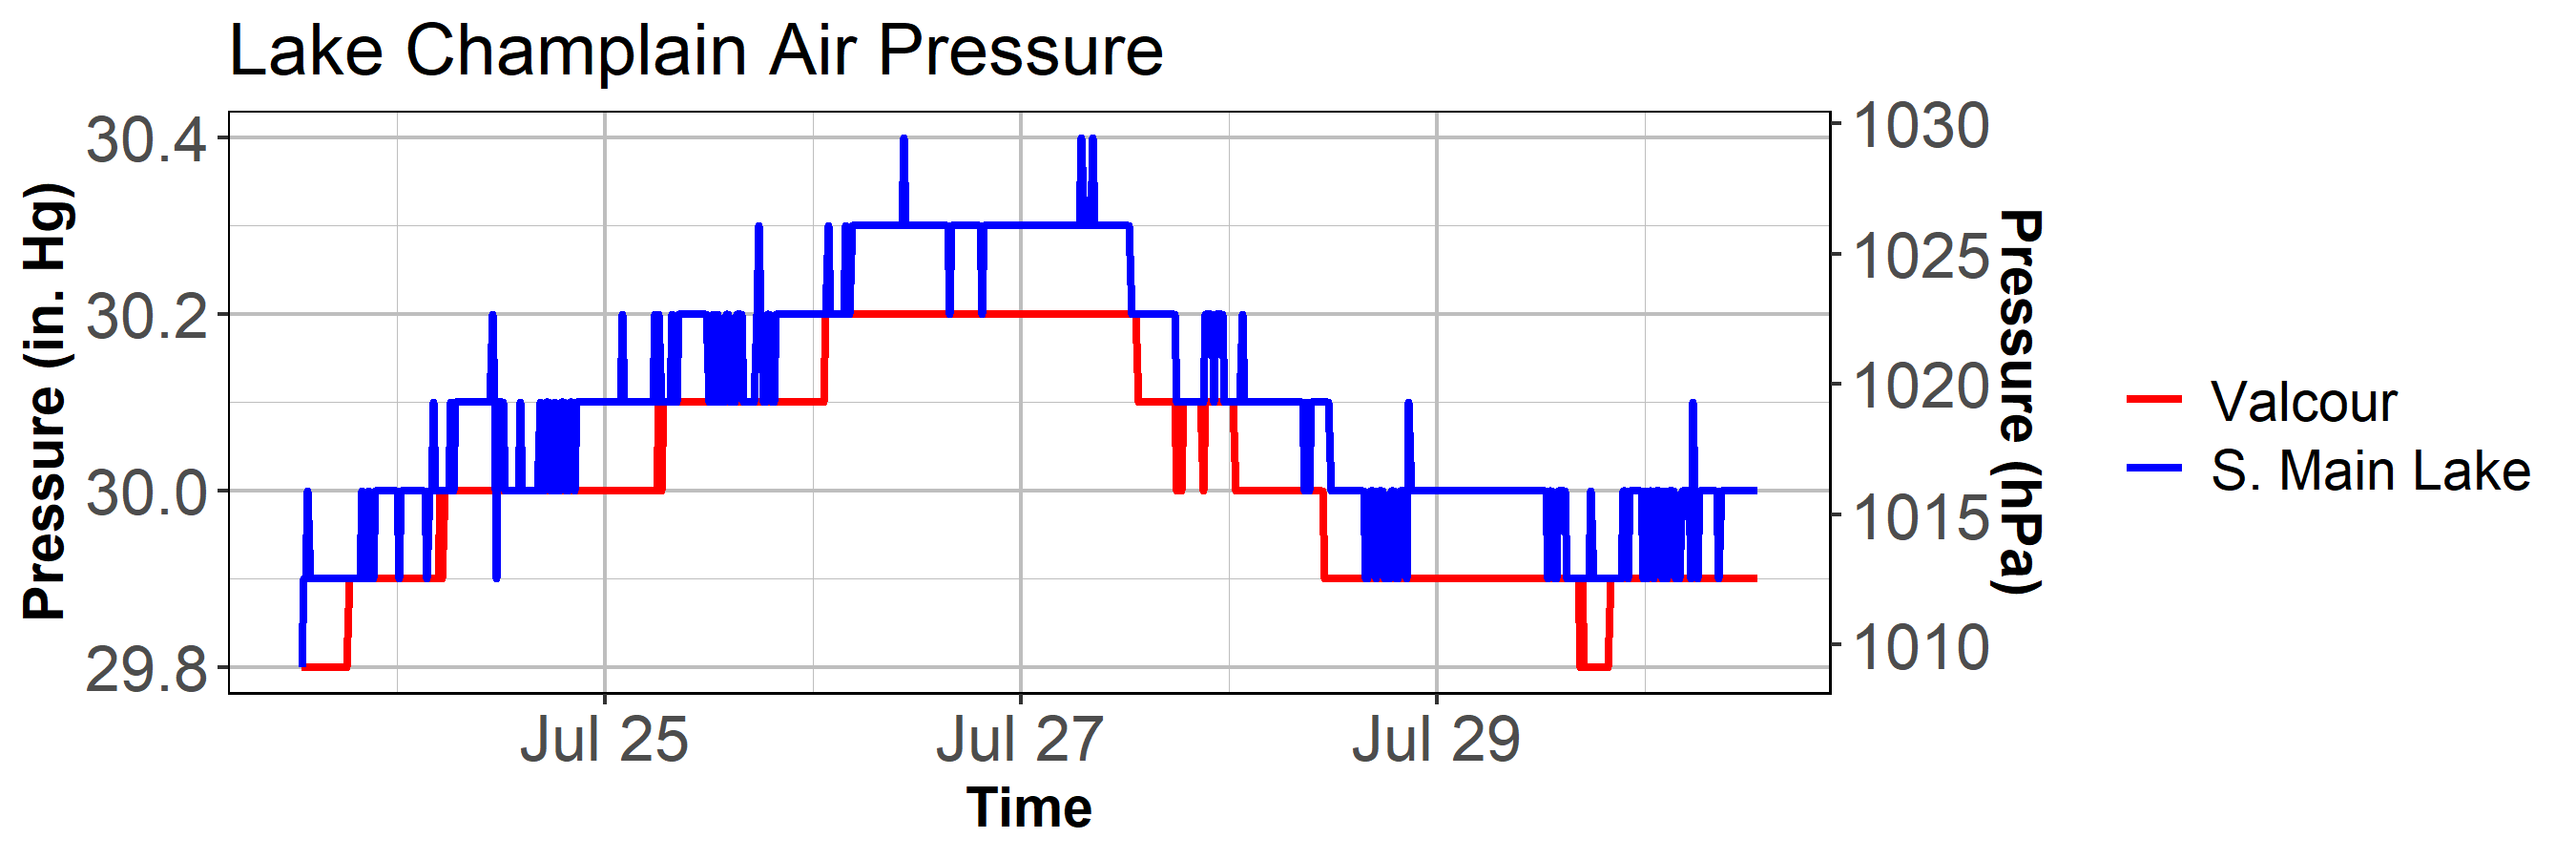 Lake Champlain Air Pressure
Pressure (in. Hg)
30.4
30.2
30.0
29.8
1030
1025
1020
1015
1010
Pressure (hPa)
Jul 25
Jul 27
Jul 29
Time
Valcour
S. Main Lake